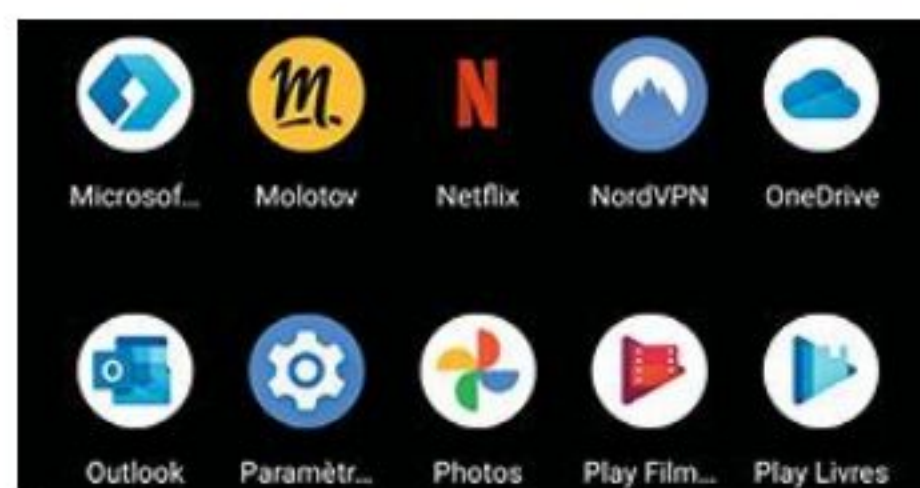 m.
N
Microsof... Molotov Netflix NordVPN OneDrive
O
Outlook Paramètr... Photos Play Film... Play Livres